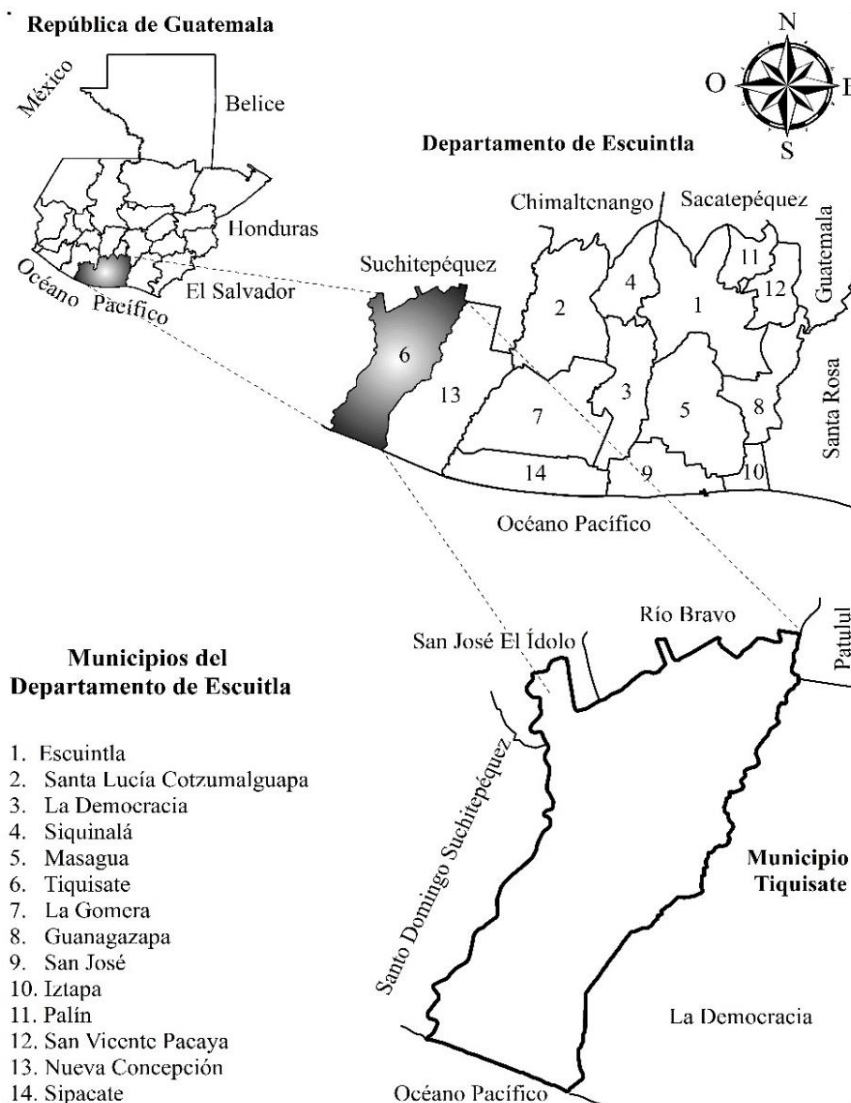 República de Guatemala
México
Belice
Honduras
El Salvador
Océano Pacífico
N
O
E
S
Departamento de Escuintla
Chimaltenango
Sacatepéquez
Suchitepéquez
Guatemala
Santa Rosa
11
12
2
4
1
6
13
3
7
5
8
14
9
10
Océano Pacífico
Río Bravo
San José El Ídolo
Patulul
Santo Domingo Suchitepéquez
Municipio
Tiquisate
La Democracia
Océano Pacífico
Municipios del
Departamento de Escuitla
1. Escuintla
2. Santa Lucía Cotzumalguapa
3. La Democracia
4. Siquinalá
5. Masagua
6. Tiquisate
7. La Gomera
8. Guanagazapa
9. San José
10. Iztapa
11. Palín
12. San Vicente Pacaya
13. Nueva Concepción
14. Sipacate